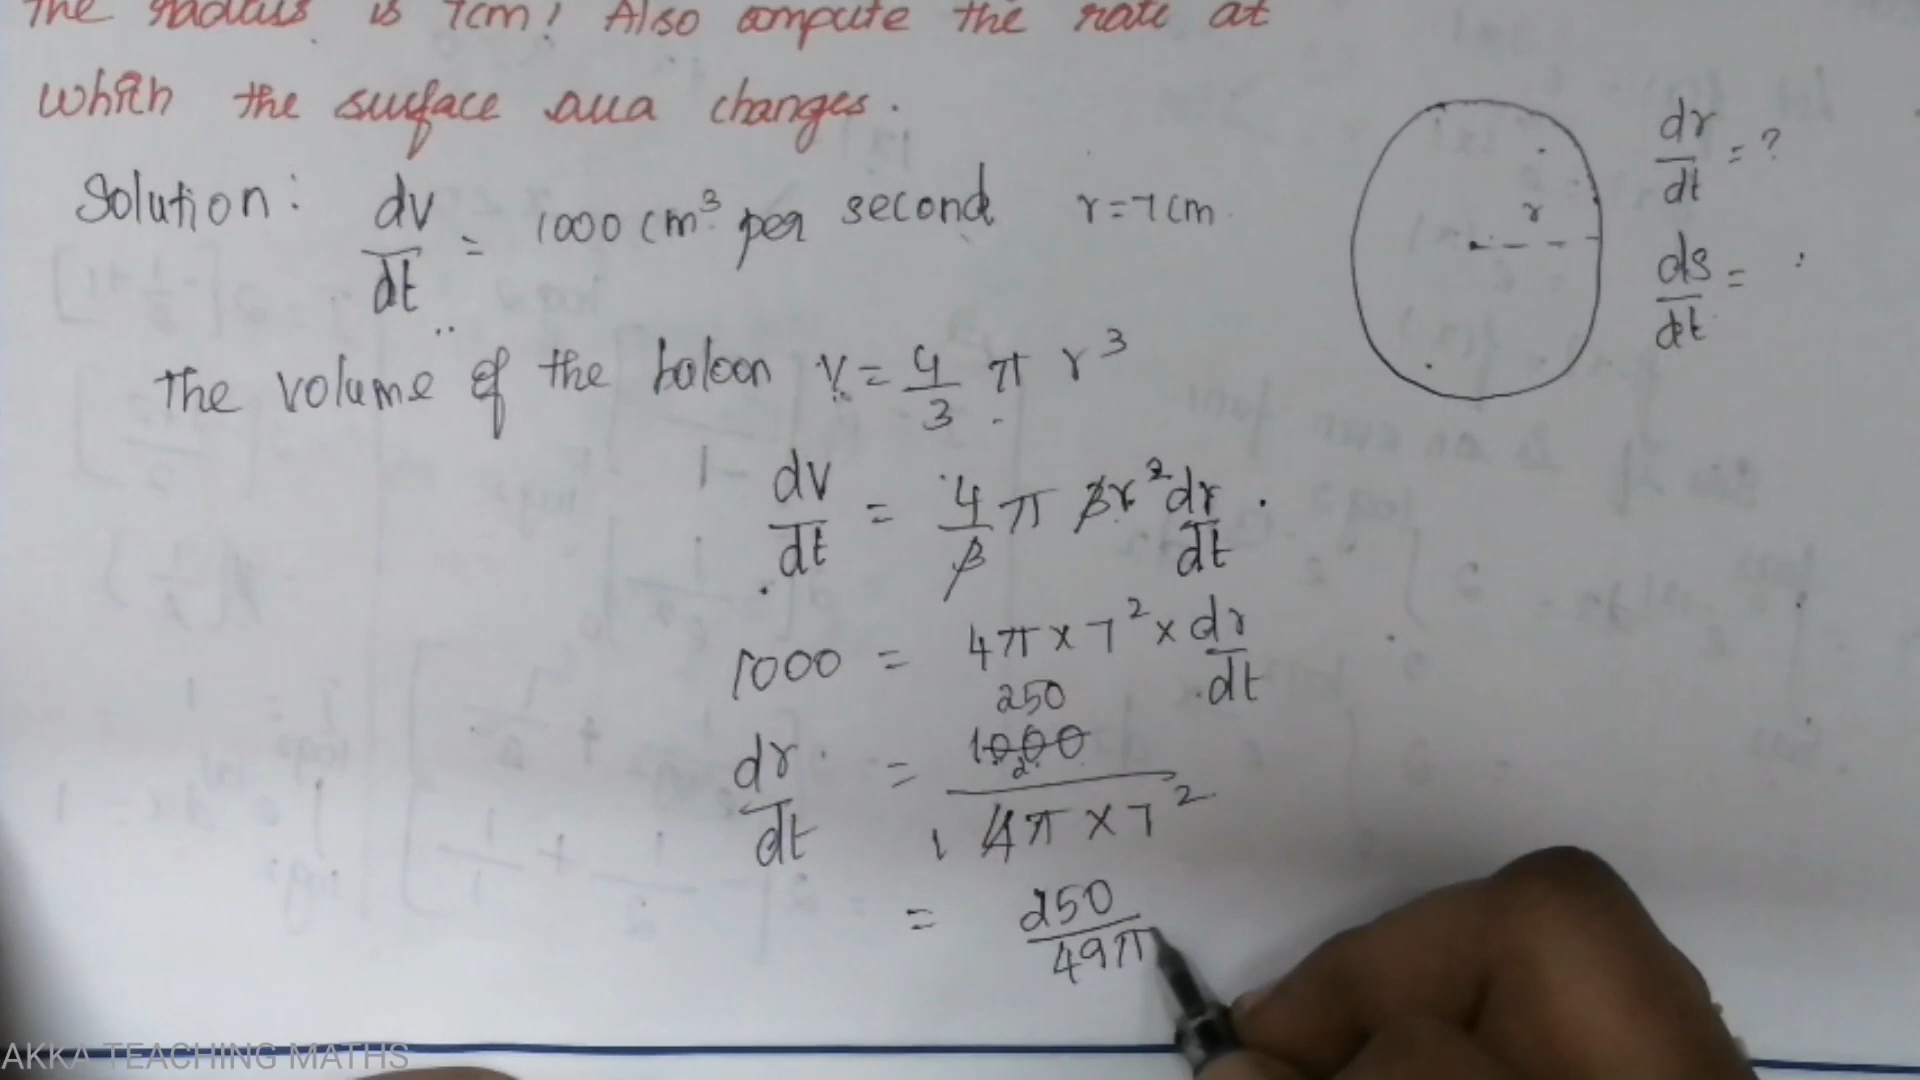 the radius is 7cm? Also compute the rate at
which the surface area changes.
Solution: dv/dt = 1000 cm³ per second r=7cm
dr/dt = ?
r
ds/dt =
The volume of the baloon v = 4/3 π r³
dv/dt = 4/3 π 3r² dr/dt
1000 = 4π × 7² × dr/dt
250
dr/dt = 1000/4π × 7²
= 250/49π
AKKA TEACHING MATHS